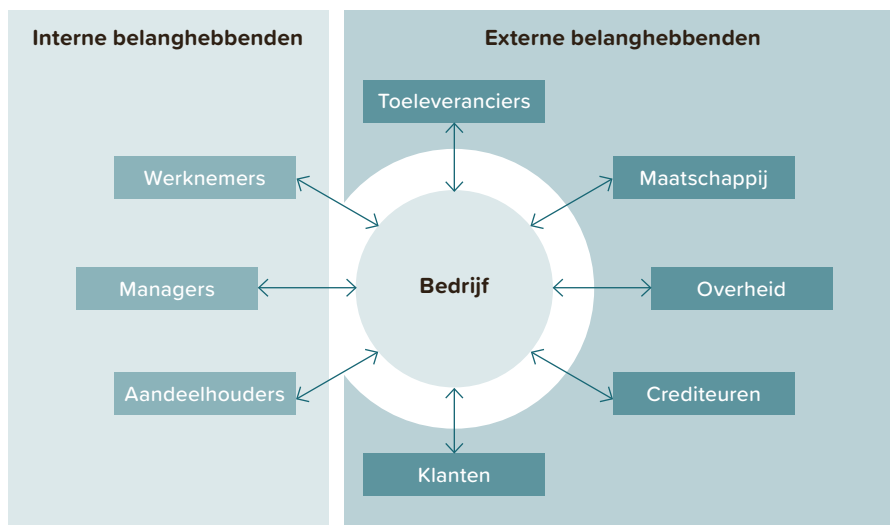 Interne belanghebbenden
Externe belanghebbenden
Toeleveranciers
Werknemers
Maatschappij
Managers
Bedrijf
Overheid
Aandeelhouders
Crediteuren
Klanten